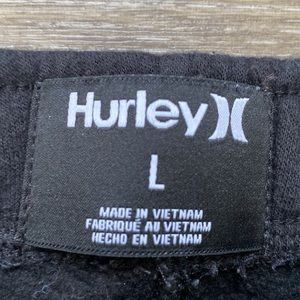 Hurley
L
MADE IN VIETNAM
FABRIQUÉ AU VIETNAM
HECHO EN VIETNAM